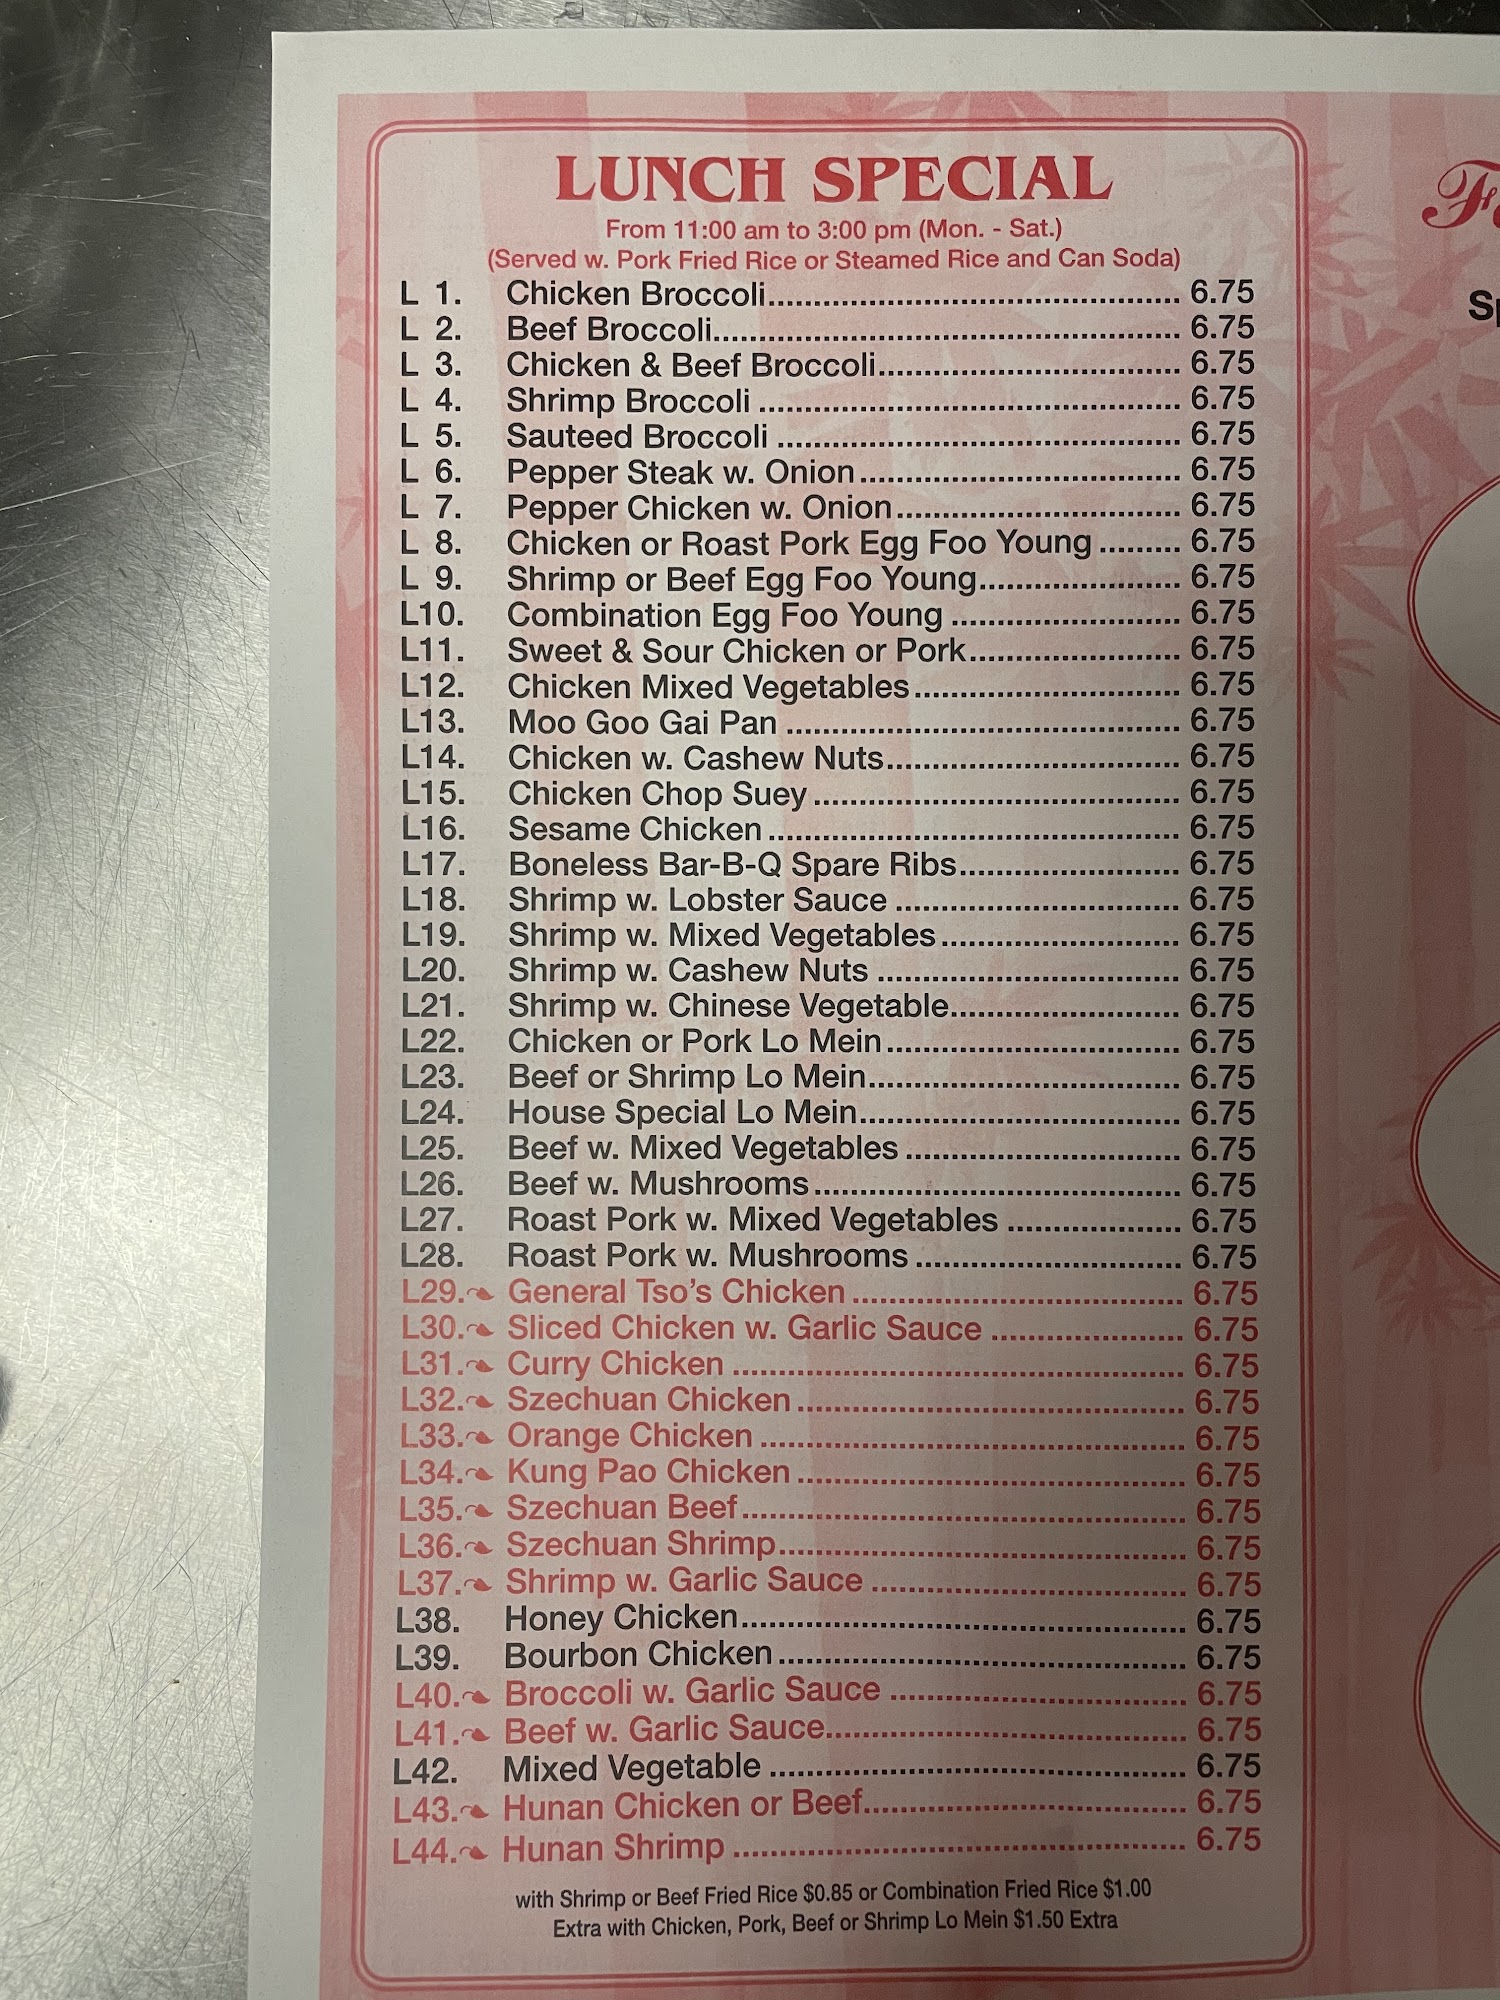 LUNCH SPECIAL
From 11:00 am to 3:00 pm (Mon. - Sat.)
(Served w. Pork Fried Rice or Steamed Rice and Can Soda)
L 1. Chicken Broccoli 6.75
L 2. Beef Broccoli 6.75
L 3. Chicken & Beef Broccoli 6.75
L 4. Shrimp Broccoli 6.75
L 5. Sauteed Broccoli 6.75
L 6. Pepper Steak w. Onion 6.75
L 7. Pepper Chicken w. Onion 6.75
L 8. Chicken or Roast Pork Egg Foo Young 6.75
L 9. Shrimp or Beef Egg Foo Young 6.75
L10. Combination Egg Foo Young 6.75
L11. Sweet & Sour Chicken or Pork 6.75
L12. Chicken Mixed Vegetables 6.75
L13. Moo Goo Gai Pan 6.75
L14. Chicken w. Cashew Nuts 6.75
L15. Chicken Chop Suey 6.75
L16. Sesame Chicken 6.75
L17. Boneless Bar-B-Q Spare Ribs 6.75
L18. Shrimp w. Lobster Sauce 6.75
L19. Shrimp w. Mixed Vegetables 6.75
L20. Shrimp w. Cashew Nuts 6.75
L21. Shrimp w. Chinese Vegetable 6.75
L22. Chicken or Pork Lo Mein 6.75
L23. Beef or Shrimp Lo Mein 6.75
L24. House Special Lo Mein 6.75
L25. Beef w. Mixed Vegetables 6.75
L26. Beef w. Mushrooms 6.75
L27. Roast Pork w. Mixed Vegetables 6.75
L28. Roast Pork w. Mushrooms 6.75
L29. General Tso's Chicken 6.75
L30. Sliced Chicken w. Garlic Sauce 6.75
L31. Curry Chicken 6.75
L32. Szechuan Chicken 6.75
L33. Orange Chicken 6.75
L34. Kung Pao Chicken 6.75
L35. Szechuan Beef 6.75
L36. Szechuan Shrimp 6.75
L37. Shrimp w. Garlic Sauce 6.75
L38. Honey Chicken 6.75
L39. Bourbon Chicken 6.75
L40. Broccoli w. Garlic Sauce 6.75
L41. Beef w. Garlic Sauce 6.75
L42. Mixed Vegetable 6.75
L43. Hunan Chicken or Beef 6.75
L44. Hunan Shrimp 6.75
with Shrimp or Beef Fried Rice $0.85 or Combination Fried Rice $1.00
Extra with Chicken, Pork, Beef or Shrimp Lo Mein $1.50 Extra